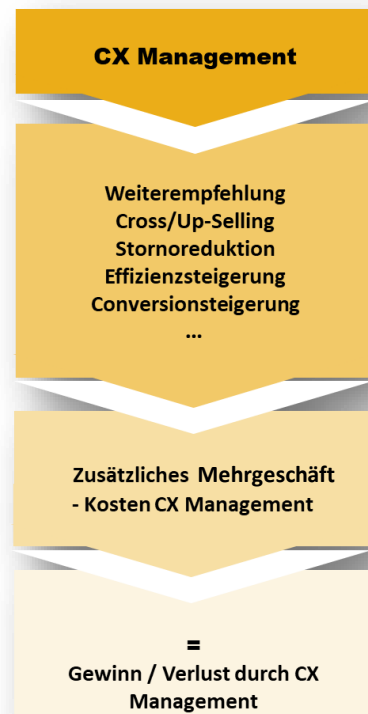 CX Management
Weiterempfehlung
Cross/Up-Selling
Stornoreduktion
Effizienzsteigerung
Conversionsteigerung
...
Zusätzliches Mehrgeschäft
- Kosten CX Management
=
Gewinn / Verlust durch CX
Management